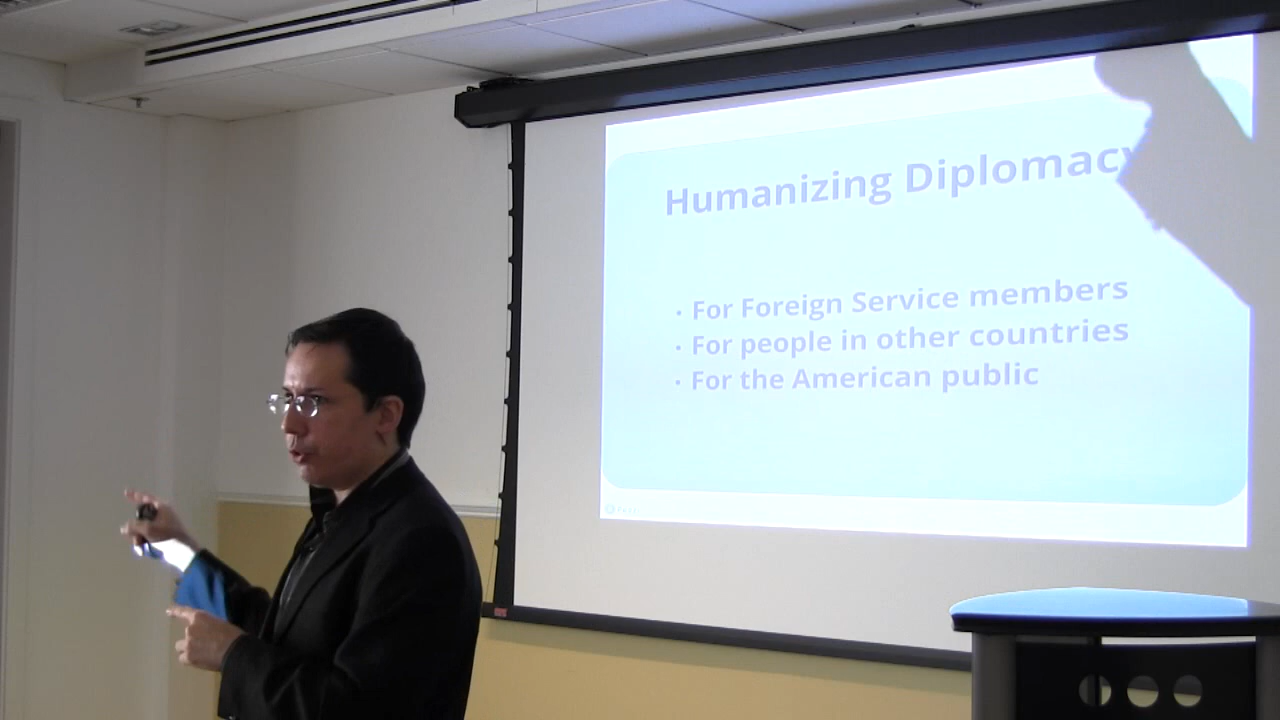 Humanizing Diplomacy
• For Foreign Service members
• For people in other countries
• For the American public